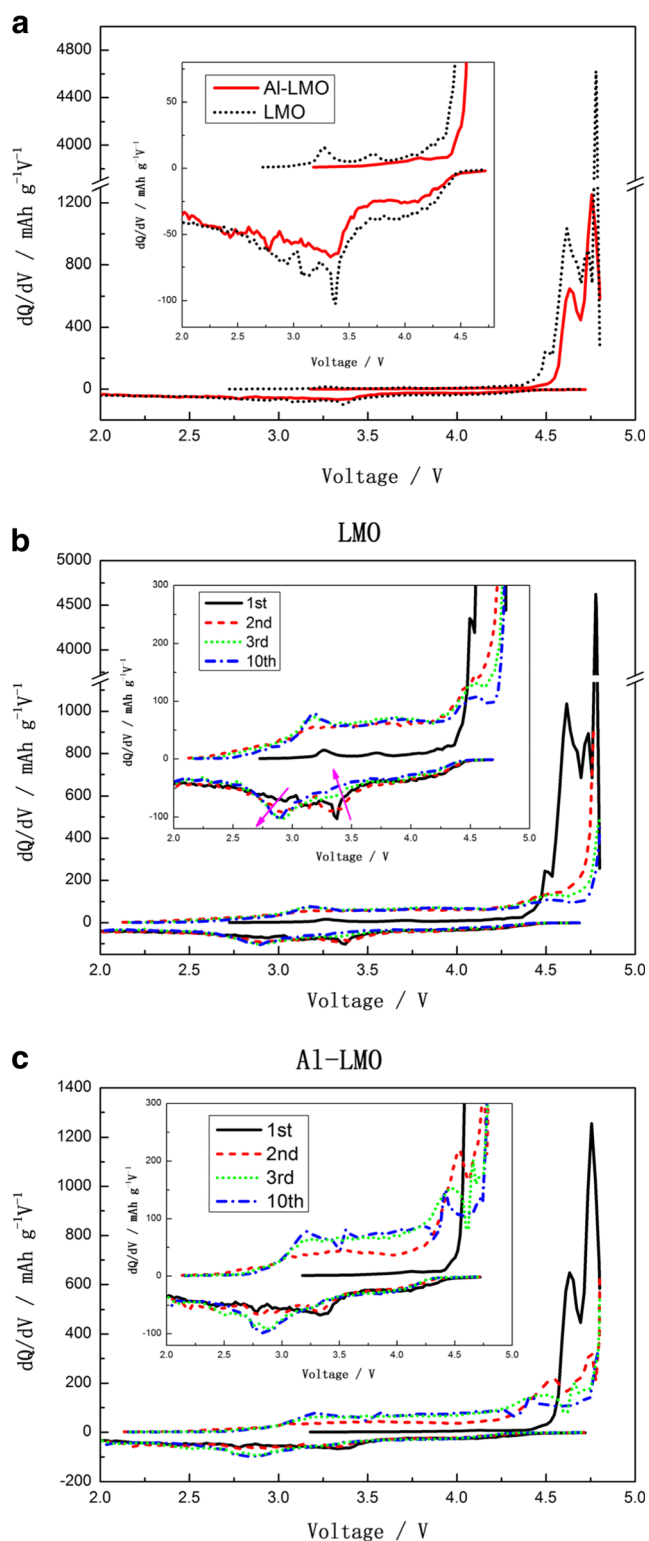 a
4800
4400
4000
1200
800
400
0
dQ/dV / mAh g⁻¹V⁻¹
2.0 2.5 3.0 3.5 4.0 4.5 5.0
Voltage / V
Al-LMO
LMO
50
0
-50
-100
dQ/dV / mAh g⁻¹V⁻¹
2.0 2.5 3.0 3.5 4.0 4.5
Voltage / V
b
LMO
5000
4500
4000
1000
800
600
400
200
0
dQ/dV / mAh g⁻¹V⁻¹
2.0 2.5 3.0 3.5 4.0 4.5 5.0
Voltage / V
1st
2nd
3rd
10th
300
200
100
0
-100
dQ/dV / mAh g⁻¹V⁻¹
2.0 2.5 3.0 3.5 4.0 4.5 5.0
Voltage / V
c
Al-LMO
1400
1200
1000
800
600
400
200
0
-200
dQ/dV / mAh g⁻¹V⁻¹
2.0 2.5 3.0 3.5 4.0 4.5 5.0
Voltage / V
1st
2nd
3rd
10th
300
200
100
0
-100
dQ/dV / mAh g⁻¹V⁻¹
2.0 2.5 3.0 3.5 4.0 4.5 5.0
Voltage / V